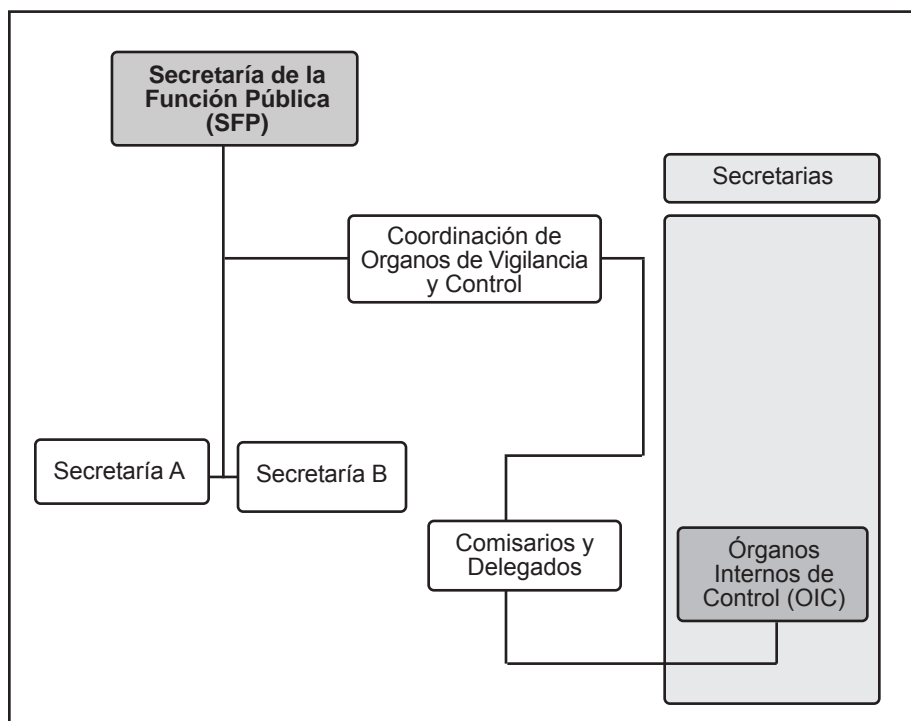 Secretaría de la
Función Pública
(SFP)
Secretarias
Coordinación de
Organos de Vigilancia
y Control
Secretaría A
Secretaría B
Comisarios y
Delegados
Órganos
Internos de
Control (OIC)